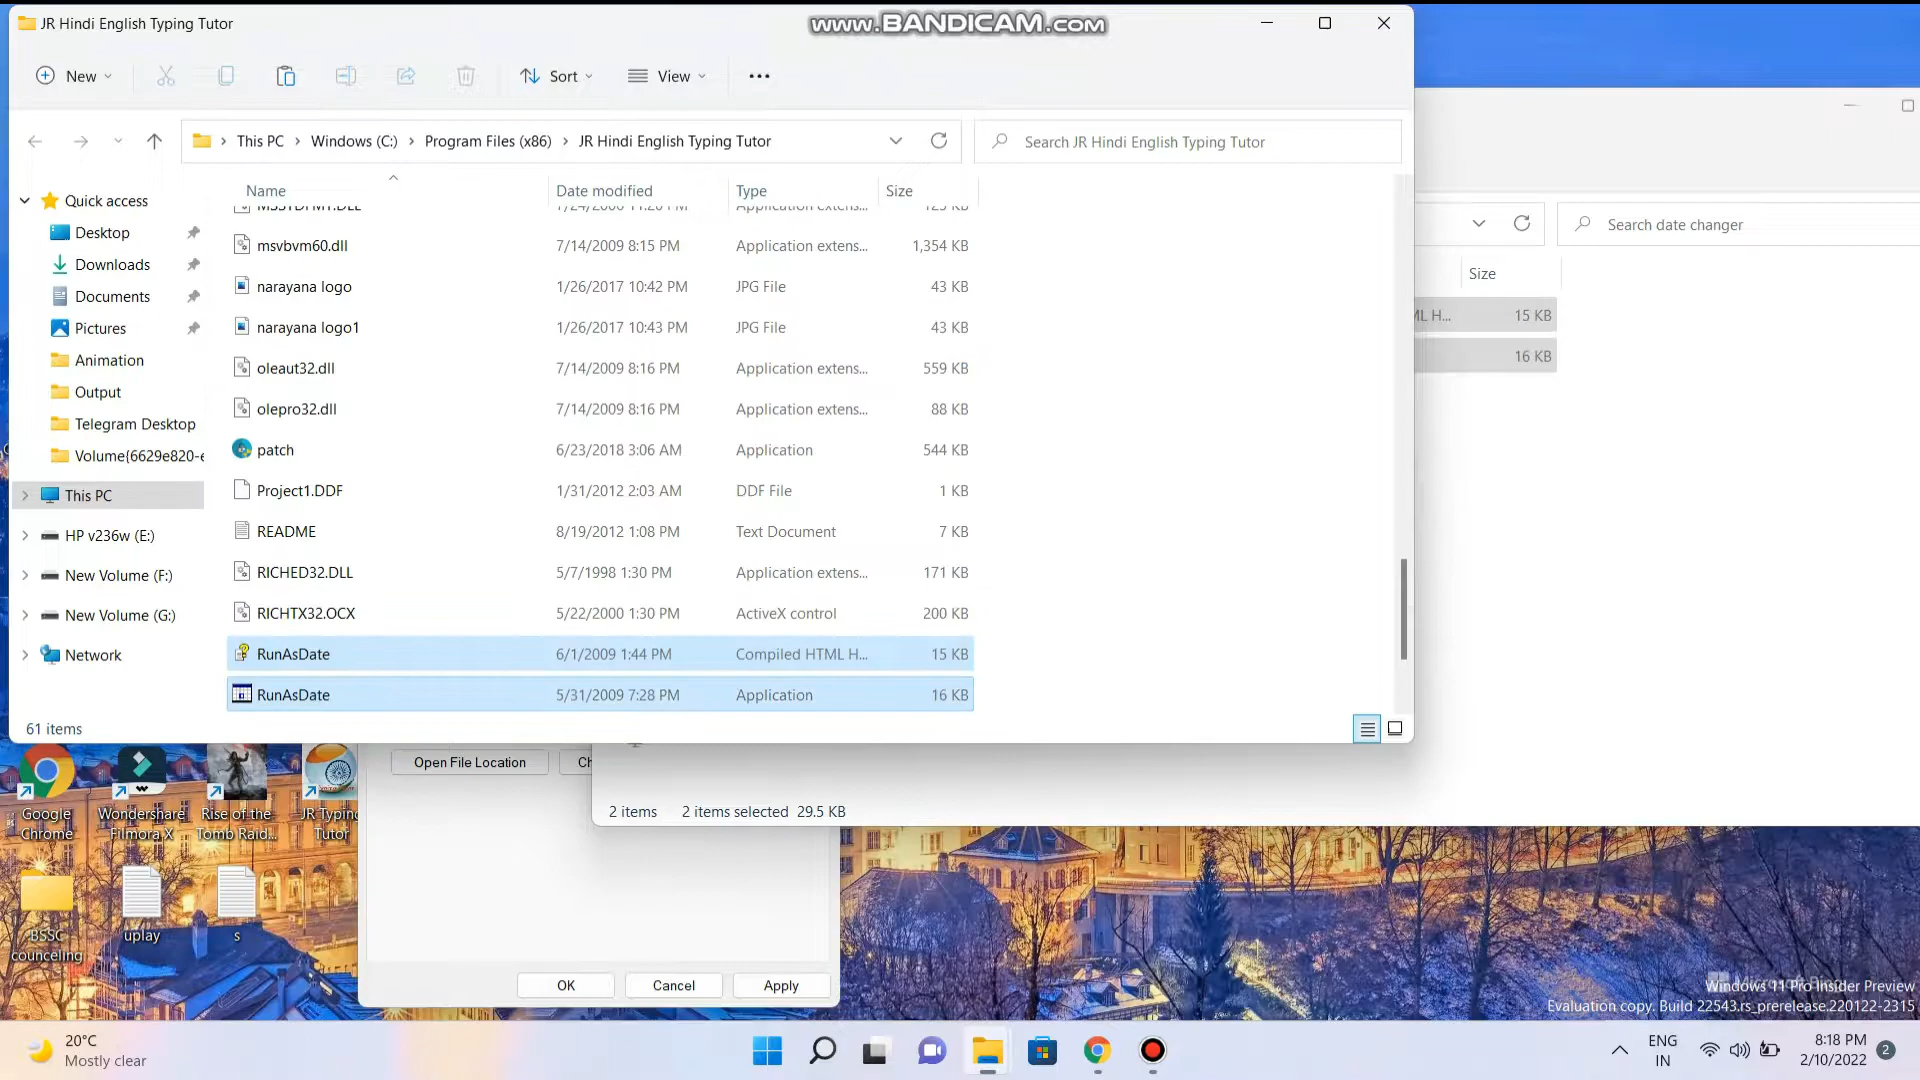 JR Hindi English Typing Tutor
www.BANDICAM.com
New
Sort
View
This PC > Windows (C:) > Program Files (x86) > JR Hindi English Typing Tutor
Search JR Hindi English Typing Tutor
Search date changer
Quick access
Desktop
Downloads
Documents
Pictures
Animation
Output
Telegram Desktop
Volume{6629e820-e
This PC
HP v236w (E:)
New Volume (F:)
New Volume (G:)
Network
Name Date modified Type Size
msvbvm60.dll 7/14/2009 8:15 PM Application extens... 1,354 KB
narayana logo 1/26/2017 10:42 PM JPG File 43 KB
narayana logo1 1/26/2017 10:43 PM JPG File 43 KB
oleaut32.dll 7/14/2009 8:16 PM Application extens... 559 KB
olepro32.dll 7/14/2009 8:16 PM Application extens... 88 KB
patch 6/23/2018 3:06 AM Application 544 KB
Project1.DDF 1/31/2012 2:03 AM DDF File 1 KB
README 8/19/2012 1:08 PM Text Document 7 KB
RICHED32.DLL 5/7/1998 1:30 PM Application extens... 171 KB
RICHTX32.OCX 5/22/2000 1:30 PM ActiveX control 200 KB
RunAsDate 6/1/2009 1:44 PM Compiled HTML H... 15 KB
RunAsDate 5/31/2009 7:28 PM Application 16 KB
61 items
Size
ML H... 15 KB
16 KB
Open File Location
Ch
2 items 2 items selected 29.5 KB
OK Cancel Apply
Google
Chrome
Wondershare
Filmora X
Rise of the
Tomb Raid...
JR Typing
Tutor
BSSC
counceling
uplay
s
Windows 11 Pro Insider Preview
Evaluation copy. Build 22543.rs_prerelease.220122-2315
20°C
Mostly clear
ENG
IN
8:18 PM
2/10/2022
2